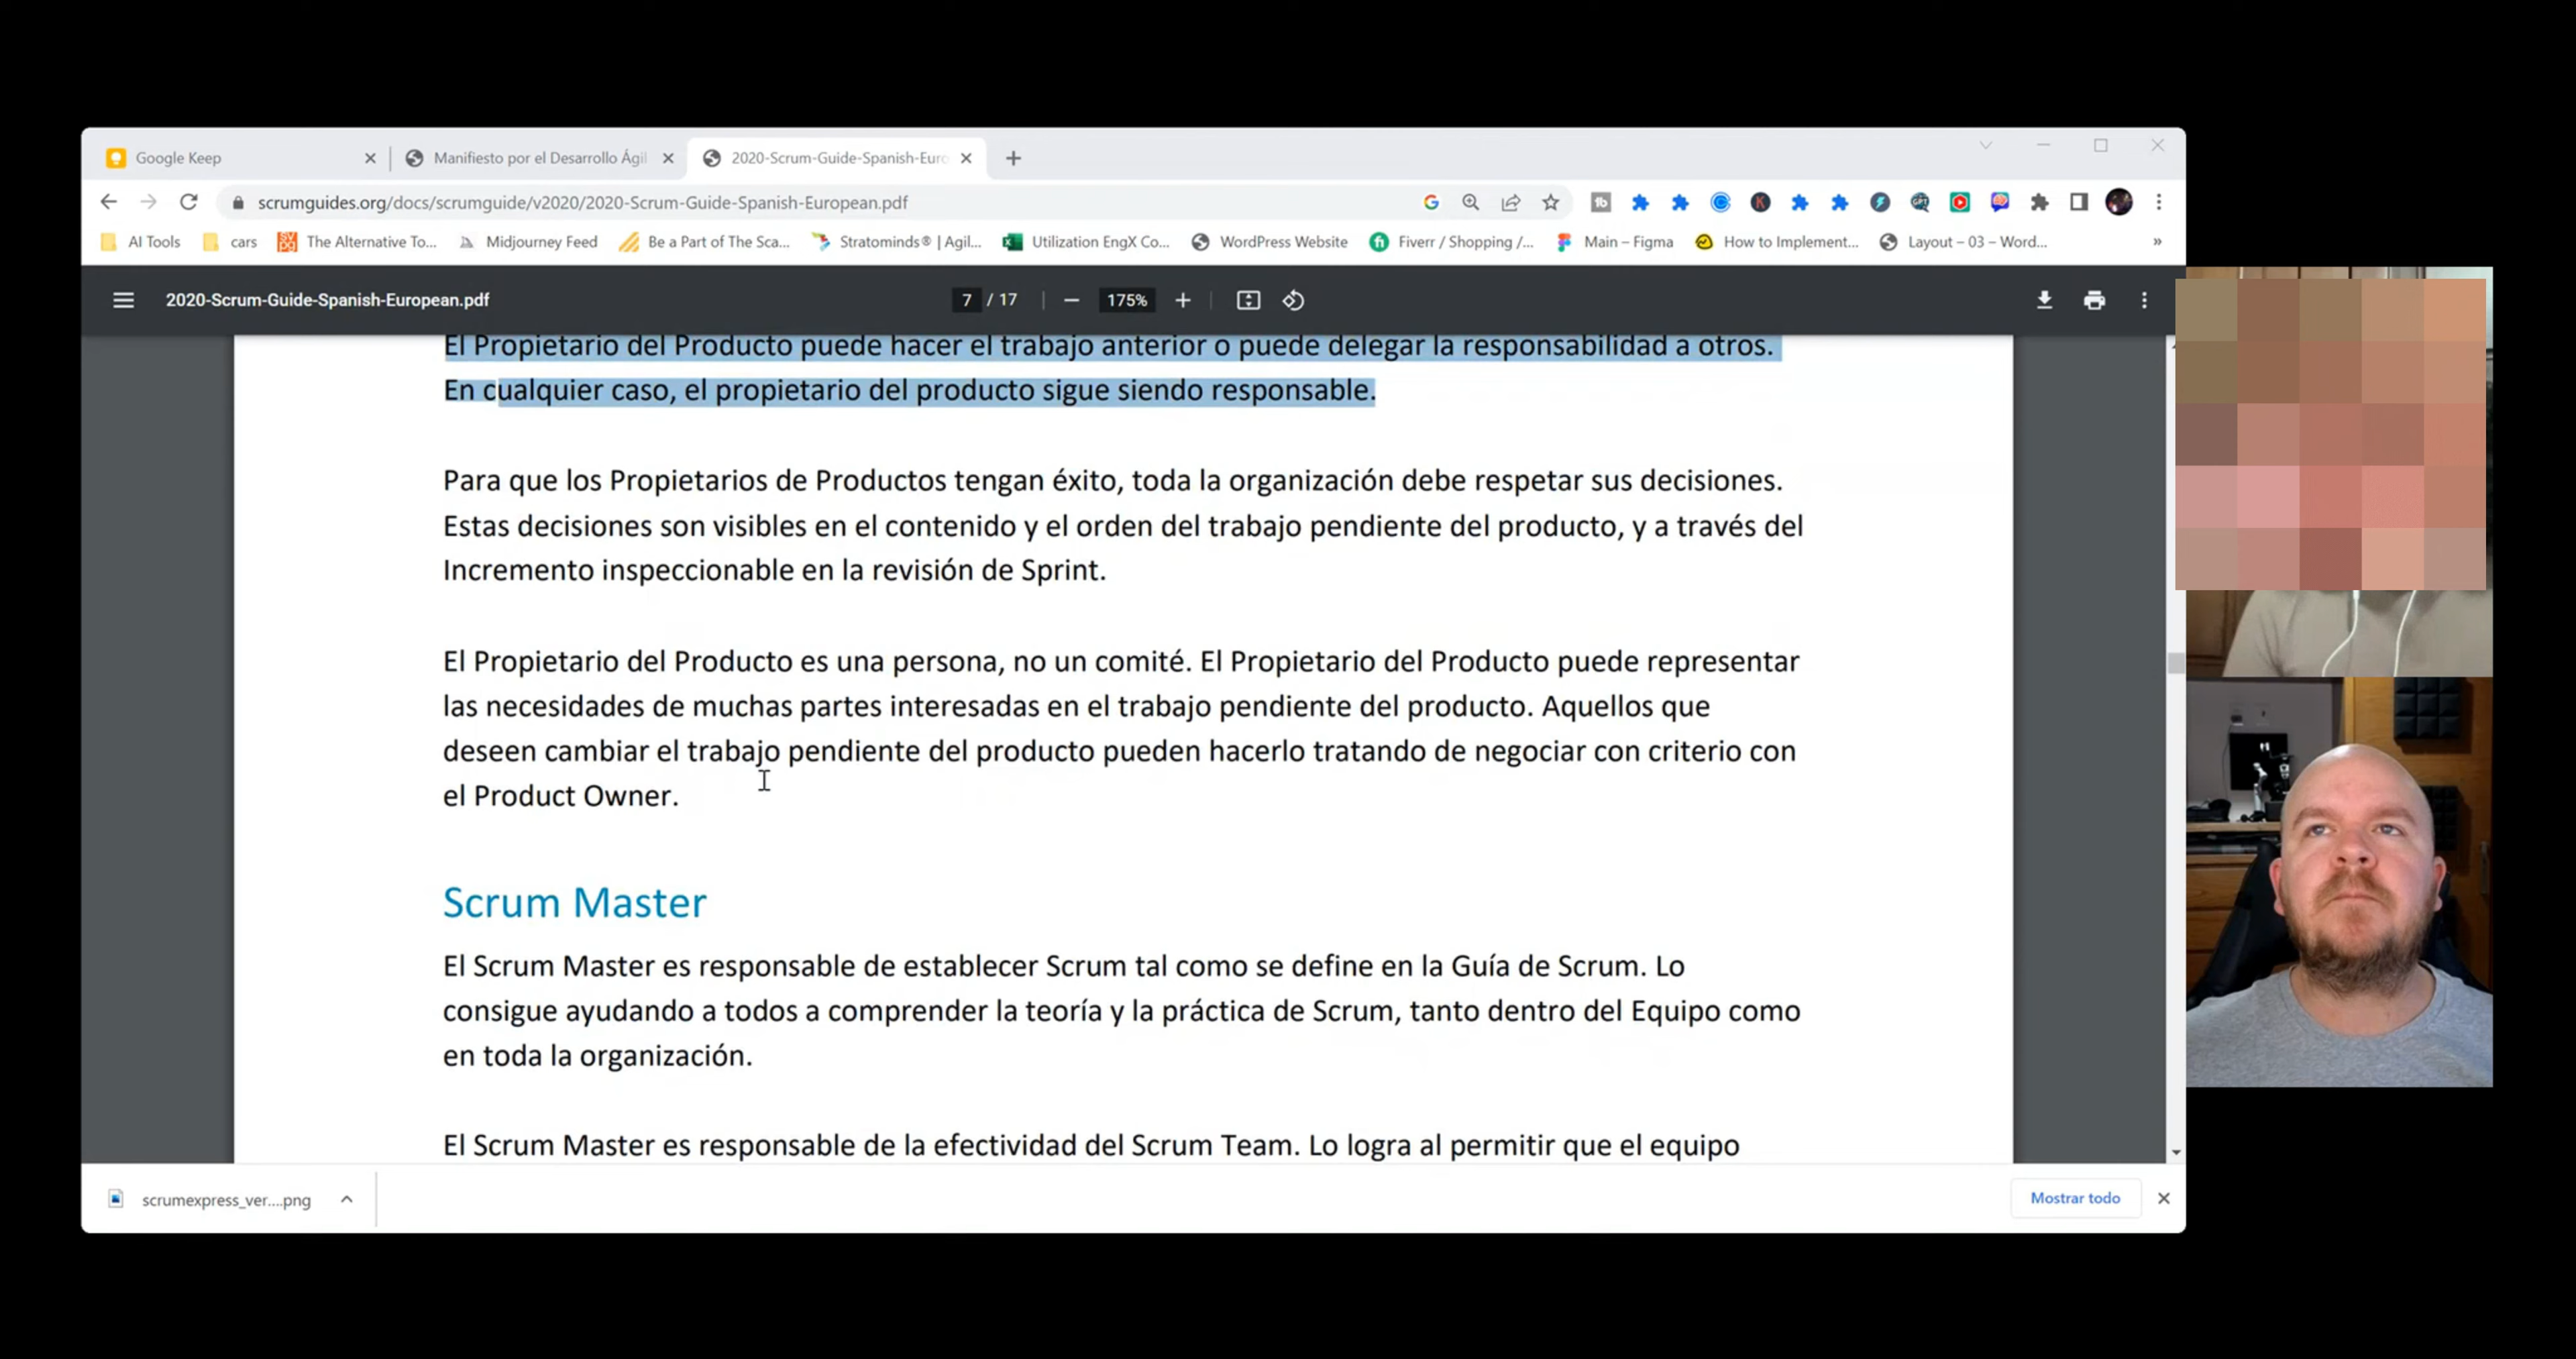 Google Keep
Manifiesto por el Desarrollo Ágil
2020-Scrum-Guide-Spanish-Euro
scrumguides.org/docs/scrumguide/v2020/2020-Scrum-Guide-Spanish-European.pdf
AI Tools cars The Alternative To... Midjourney Feed Be a Part of The Sca... Stratominds® | Agil... Utilization EngX Co... WordPress Website Fiverr / Shopping /... Main – Figma How to Implement... Layout – 03 – Word... »
2020-Scrum-Guide-Spanish-European.pdf 7 / 17 175%
El Propietario del Producto puede hacer el trabajo anterior o puede delegar la responsabilidad a otros.
En cualquier caso, el propietario del producto sigue siendo responsable.
Para que los Propietarios de Productos tengan éxito, toda la organización debe respetar sus decisiones.
Estas decisiones son visibles en el contenido y el orden del trabajo pendiente del producto, y a través del
Incremento inspeccionable en la revisión de Sprint.
El Propietario del Producto es una persona, no un comité. El Propietario del Producto puede representar
las necesidades de muchas partes interesadas en el trabajo pendiente del producto. Aquellos que
deseen cambiar el trabajo pendiente del producto pueden hacerlo tratando de negociar con criterio con
el Product Owner.
Scrum Master
El Scrum Master es responsable de establecer Scrum tal como se define en la Guía de Scrum. Lo
consigue ayudando a todos a comprender la teoría y la práctica de Scrum, tanto dentro del Equipo como
en toda la organización.
El Scrum Master es responsable de la efectividad del Scrum Team. Lo logra al permitir que el equipo
scrumexpress_ver....png
Mostrar todo